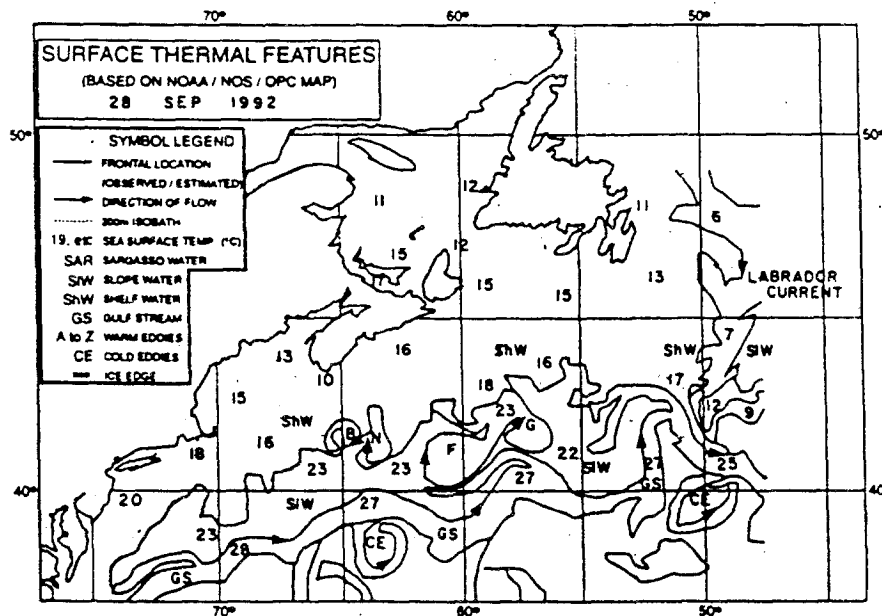 70° 60° 50°
SURFACE THERMAL FEATURES
(BASED ON NOAA / NOS / OPC MAP)
28 SEP 1992
50° 50°
SYMBOL LEGEND
FRONTAL LOCATION
(OBSERVED / ESTIMATED)
DIRECTION OF FLOW
200m ISOBATH
19, etc SEA SURFACE TEMP (°C)
SAR SARGASSO WATER
SlW SLOPE WATER
ShW SHELF WATER
GS GULF STREAM
A to Z WARM EDDIES
CE COLD EDDIES
ICE EDGE
11 12 11 6
15 12 15 15 13
LABRADOR
CURRENT
13 16 ShW 16 ShW 7 SlW
10 18 17
15 ShW 23 12 9
18 16 B N G
23 23 F 22 SlW 27 25
20 SlW 27 27 GS CE
40° 40°
23 28 CE GS
GS
70° 60° 50°